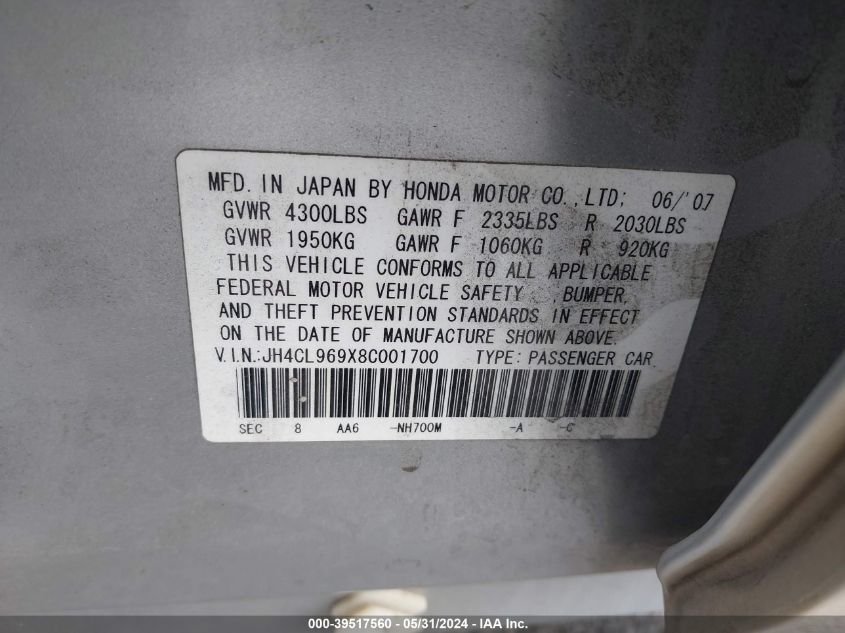 MFD. IN JAPAN BY HONDA MOTOR CO.,LTD; 06/'07
GVWR 4300LBS GAWR F 2335LBS R 2030LBS
GVWR 1950KG GAWR F 1060KG R 920KG
THIS VEHICLE CONFORMS TO ALL APPLICABLE
FEDERAL MOTOR VEHICLE SAFETY , BUMPER,
AND THEFT PREVENTION STANDARDS IN EFFECT
ON THE DATE OF MANUFACTURE SHOWN ABOVE.
V.I.N.:JH4CL969X8C001700 TYPE: PASSENGER CAR
SEC 8 AA6 -NH700M -A -C
000-39517560 - 05/31/2024 - IAA Inc.